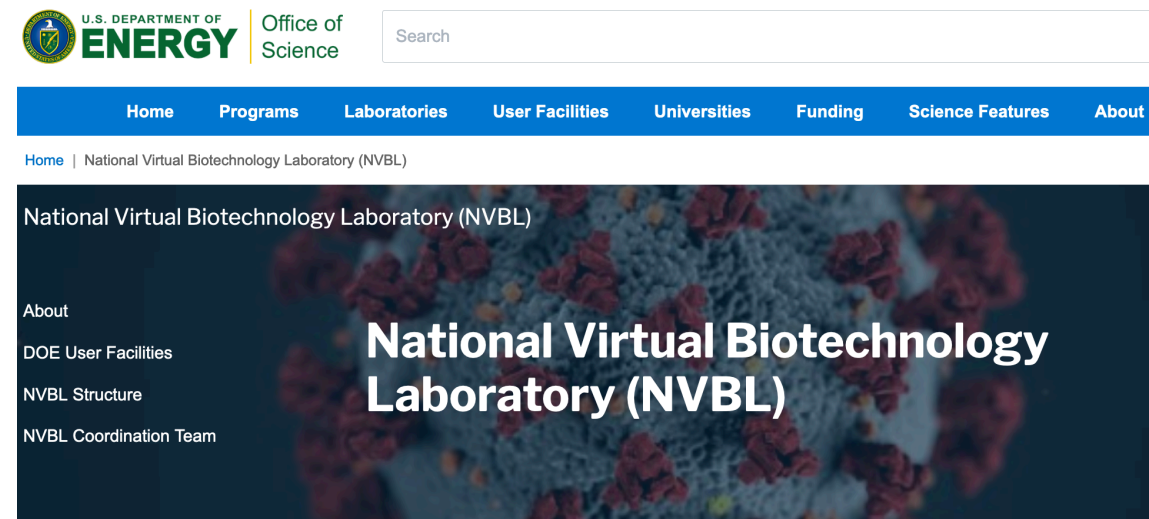 U.S. DEPARTMENT OF
ENERGY
Office of
Science
Search
Home Programs Laboratories User Facilities Universities Funding Science Features About
Home | National Virtual Biotechnology Laboratory (NVBL)
National Virtual Biotechnology Laboratory (NVBL)
About
DOE User Facilities
NVBL Structure
NVBL Coordination Team
National Virtual Biotechnology
Laboratory (NVBL)